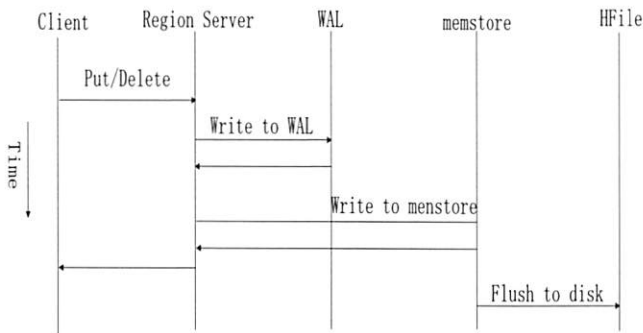 Client Region Server WAL memstore HFile
Put/Delete
Write to WAL
Time
Write to menstore
Flush to disk